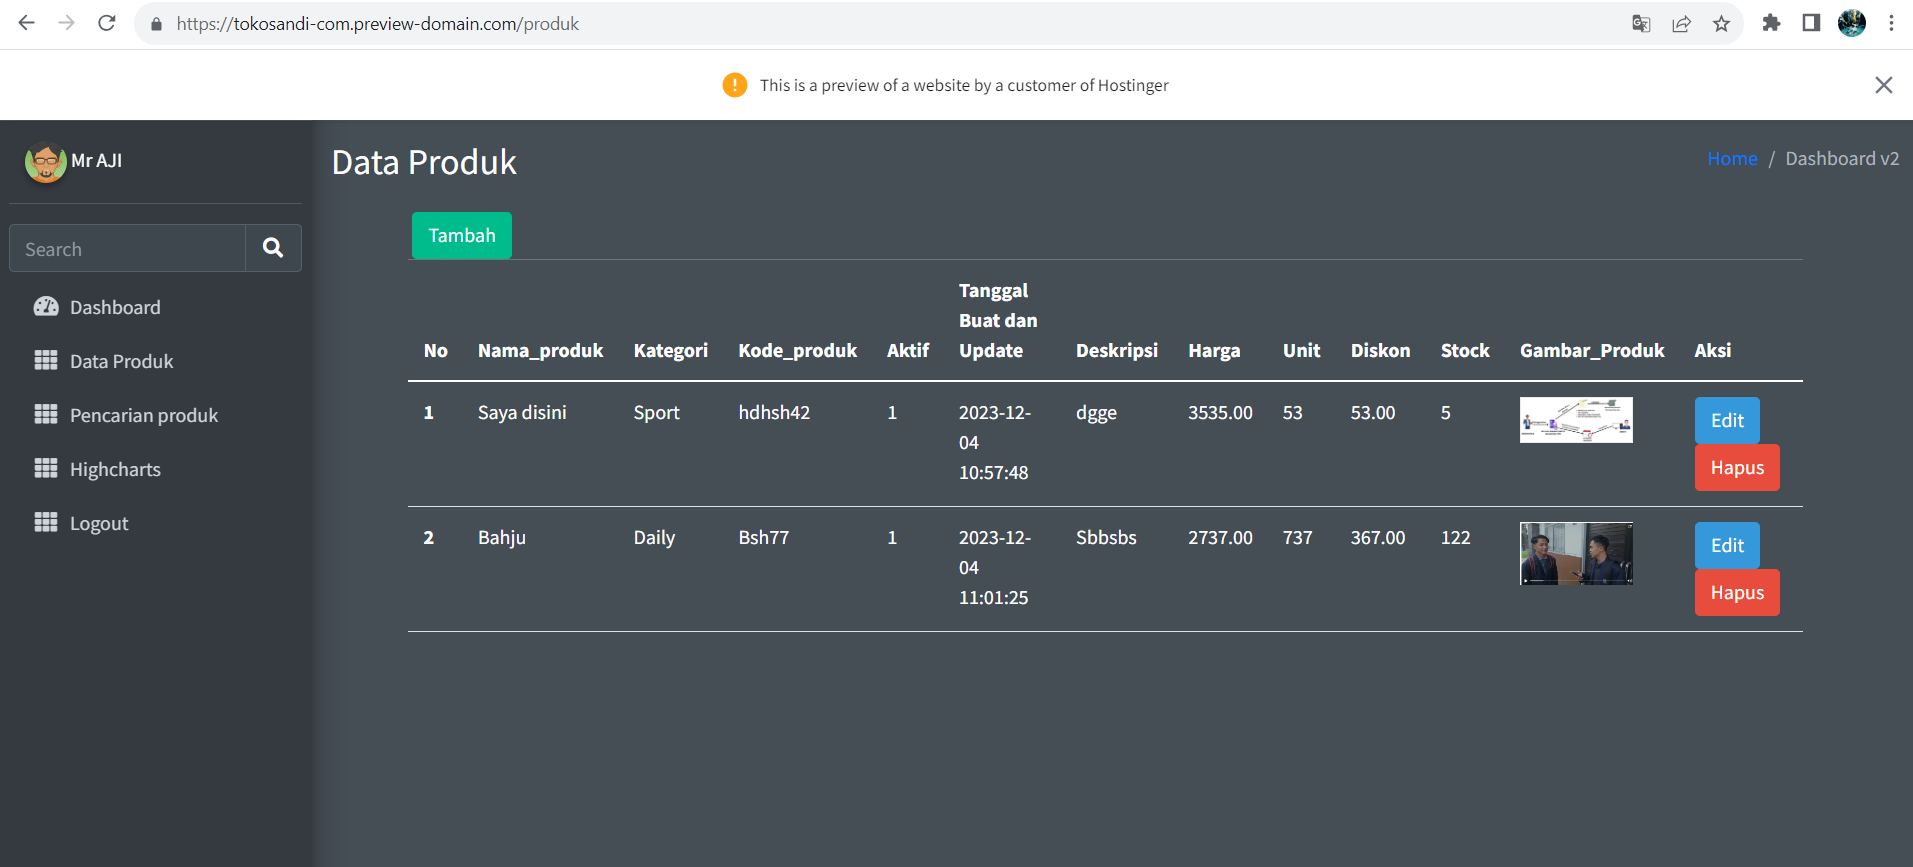 https://tokosandi-com.preview-domain.com/produk
This is a preview of a website by a customer of Hostinger
Mr AJI
Search
Dashboard
Data Produk
Pencarian produk
Highcharts
Logout
Data Produk
Home / Dashboard v2
Tambah
No Nama_produk Kategori Kode_produk Aktif Tanggal Buat dan Update Deskripsi Harga Unit Diskon Stock Gambar_Produk Aksi
1 Saya disini Sport hdhsh42 1 2023-12-04 10:57:48 dgge 3535.00 53 53.00 5 Edit
Hapus
2 Bahju Daily Bsh77 1 2023-12-04 11:01:25 Sbbsbs 2737.00 737 367.00 122 Edit
Hapus